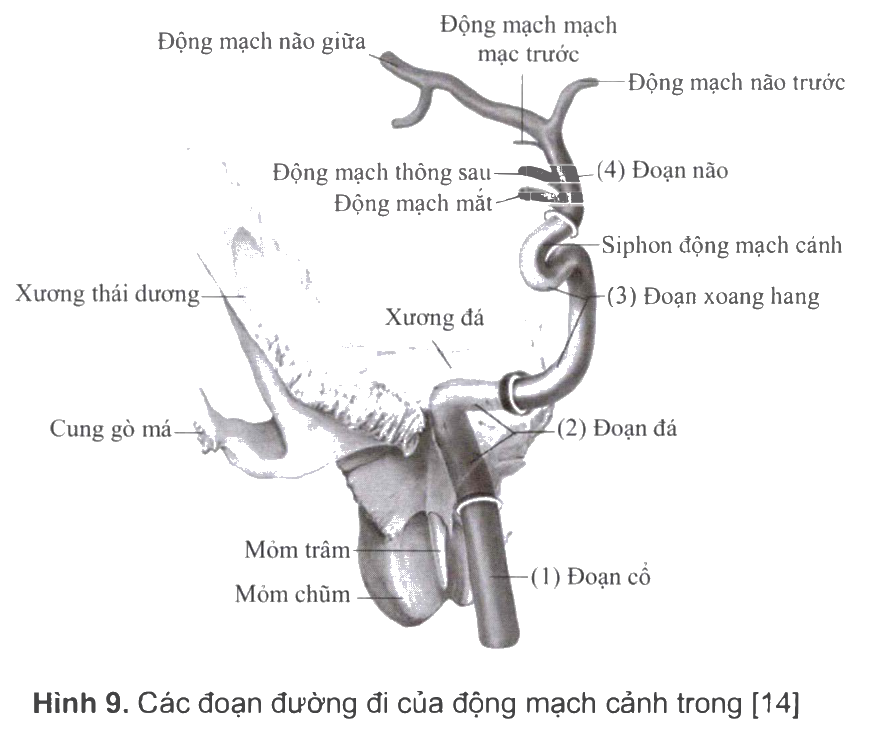 Động mạch não giữa
Động mạch mạch
mạc trước
Động mạch não trước
Động mạch thông sau
(4) Đoạn não
Động mạch mắt
Siphon động mạch cánh
Xương thái dương
(3) Đoạn xoang hang
Xương đá
Cung gò má
(2) Đoạn đá
Mỏm trâm
(1) Đoạn cổ
Mỏm chũm
Hình 9. Các đoạn đường đi của động mạch cảnh trong [14]